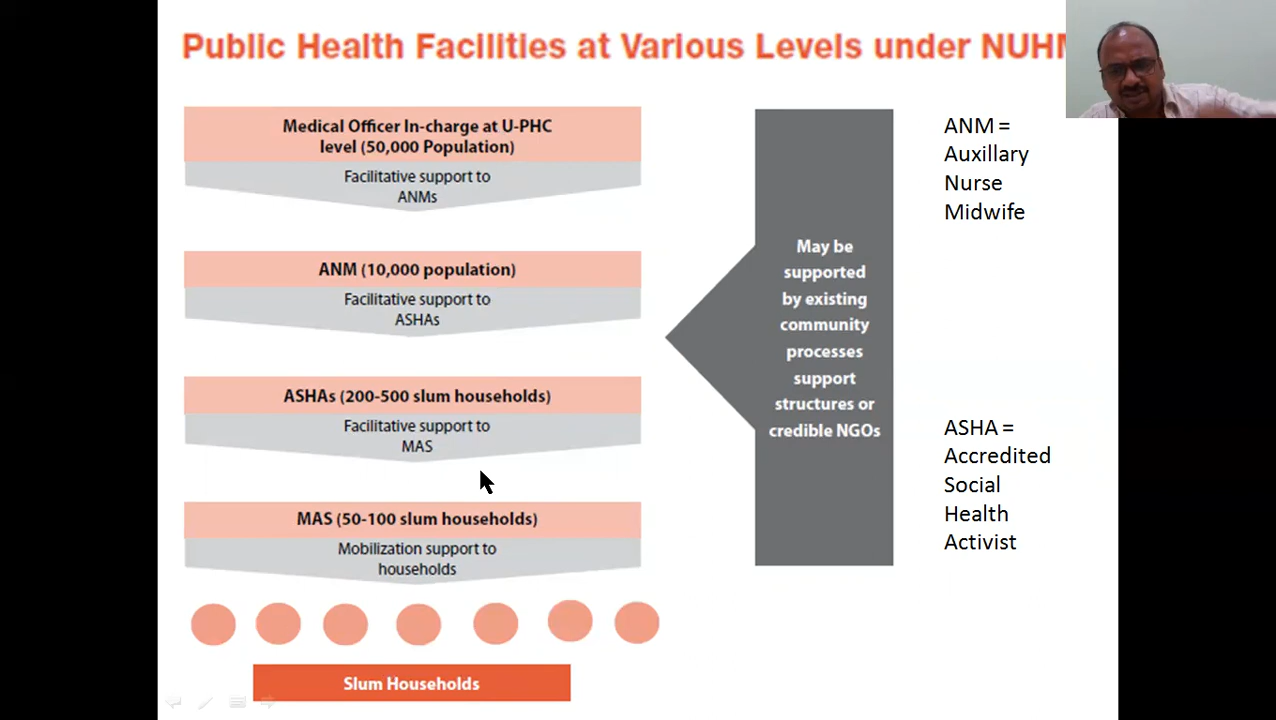 Public Health Facilities at Various Levels under NUHM
Medical Officer In-charge at U-PHC
level (50,000 Population)
Facilitative support to
ANMs
ANM (10,000 population)
Facilitative support to
ASHAs
ASHAs (200-500 slum households)
Facilitative support to
MAS
MAS (50-100 slum households)
Mobilization support to
households
Slum Households
May be
supported
by existing
community
processes
support
structures or
credible NGOs
ANM =
Auxillary
Nurse
Midwife
ASHA =
Accredited
Social
Health
Activist